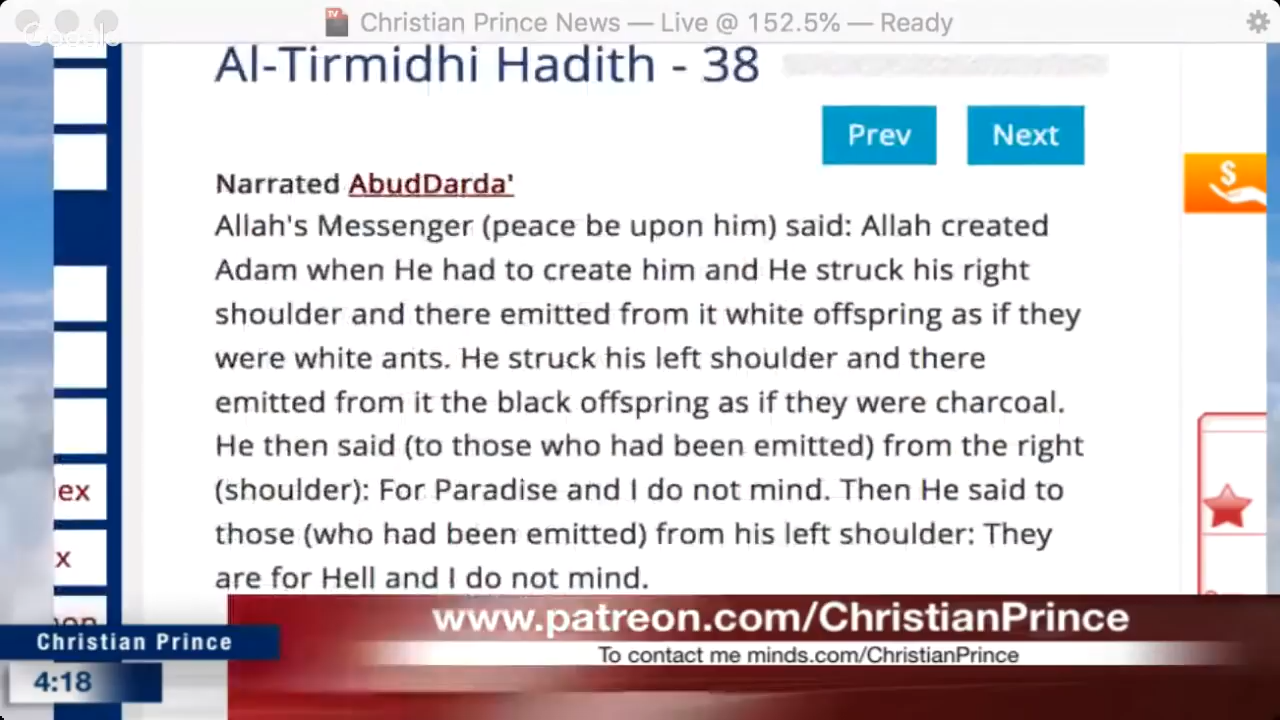 Christian Prince News — Live @ 152.5% — Ready
Google
Al-Tirmidhi Hadith - 38
Prev Next
$
Narrated AbudDarda'
Allah's Messenger (peace be upon him) said: Allah created
Adam when He had to create him and He struck his right
shoulder and there emitted from it white offspring as if they
were white ants. He struck his left shoulder and there
emitted from it the black offspring as if they were charcoal.
He then said (to those who had been emitted) from the right
(shoulder): For Paradise and I do not mind. Then He said to
those (who had been emitted) from his left shoulder: They
are for Hell and I do not mind.
ex
x
www.patreon.com/ChristianPrince
To contact me minds.com/ChristianPrince
Christian Prince
4:18